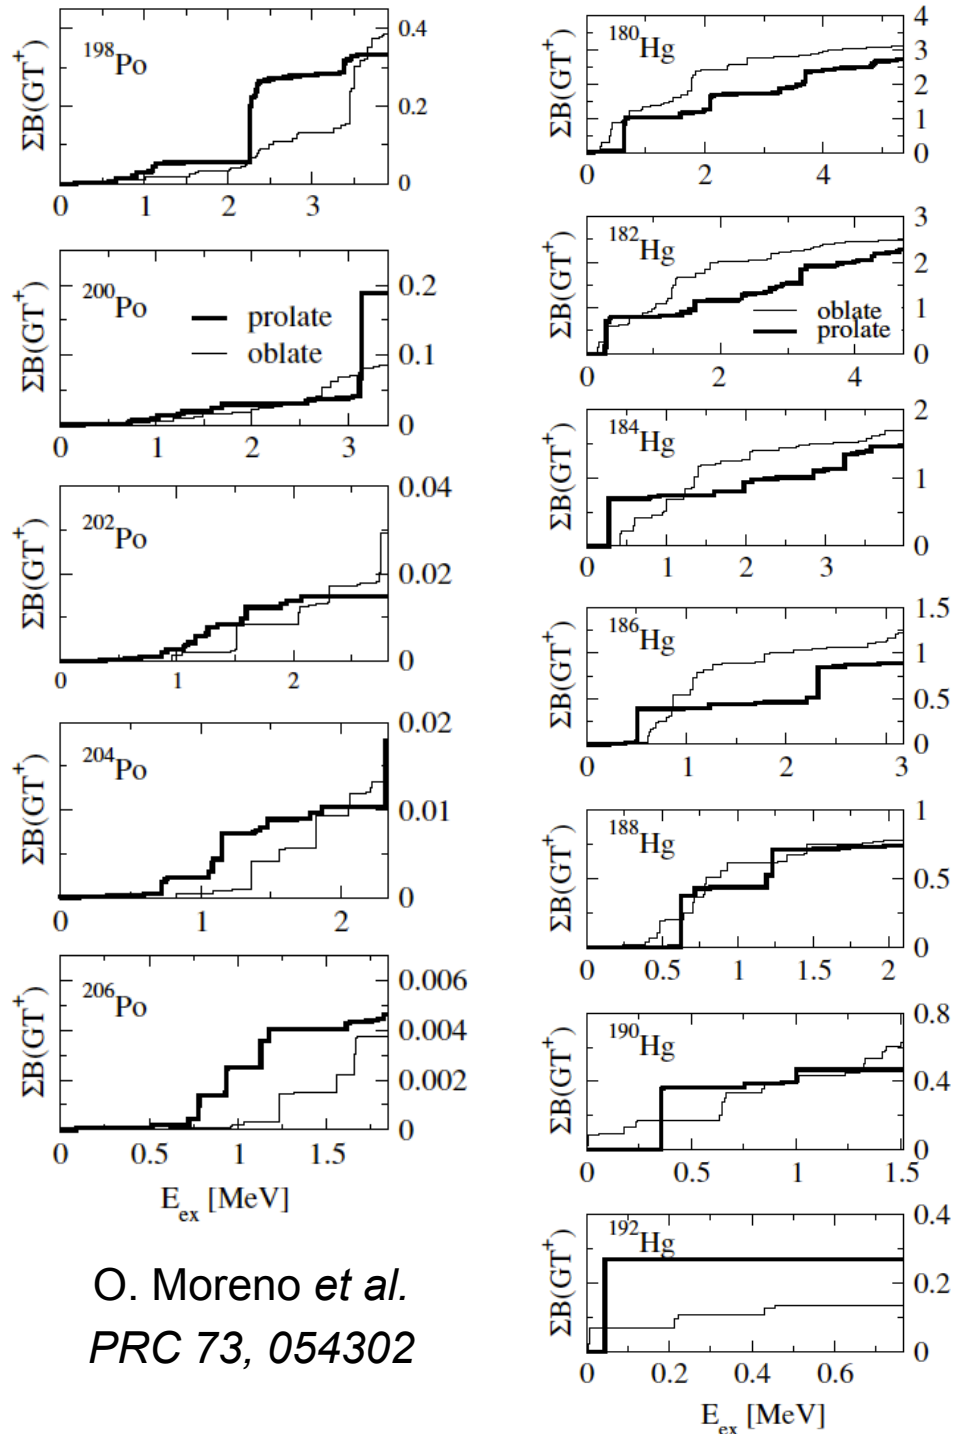 ΣB(GT⁺)
¹⁹⁸Po
0.4
0.2
0
0 1 2 3
ΣB(GT⁺)
²⁰⁰Po
prolate
oblate
0.2
0.1
0
0 1 2 3
ΣB(GT⁺)
²⁰²Po
0.04
0.02
0
0 1 2
ΣB(GT⁺)
²⁰⁴Po
0.02
0.01
0
0 1 2
ΣB(GT⁺)
²⁰⁶Po
0.006
0.004
0.002
0
0 0.5 1 1.5
E_ex [MeV]
O. Moreno et al.
PRC 73, 054302
ΣB(GT⁺)
¹⁸⁰Hg
4
3
2
1
0
0 2 4
ΣB(GT⁺)
¹⁸²Hg
oblate
prolate
3
2
1
0
0 2 4
ΣB(GT⁺)
¹⁸⁴Hg
2
1
0
0 1 2 3
ΣB(GT⁺)
¹⁸⁶Hg
1.5
1
0.5
0
0 1 2 3
ΣB(GT⁺)
¹⁸⁸Hg
1
0.5
0
0 0.5 1 1.5 2
ΣB(GT⁺)
¹⁹⁰Hg
0.8
0.4
0
0 0.5 1 1.5
ΣB(GT⁺)
¹⁹²Hg
0.4
0.2
0
0 0.2 0.4 0.6
E_ex [MeV]